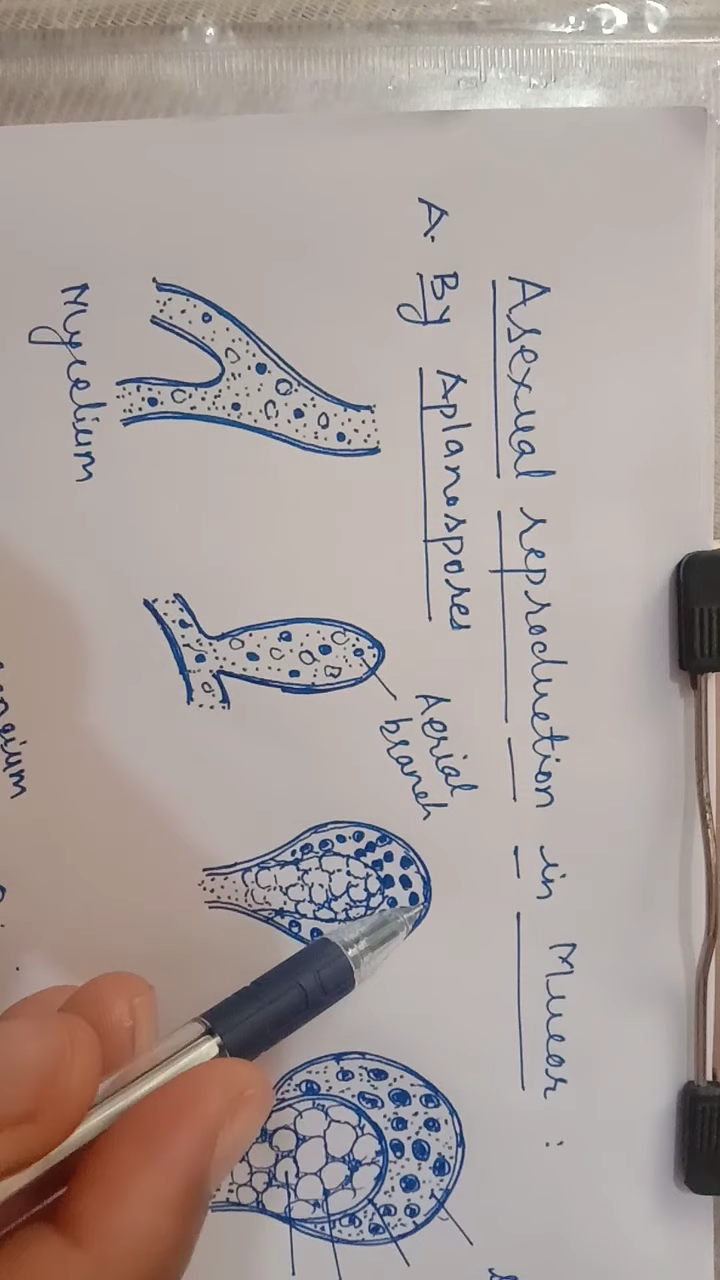 Asexual reproduction in Mucor :
A. By Aplanospores
Aerial
branch
Mycelium